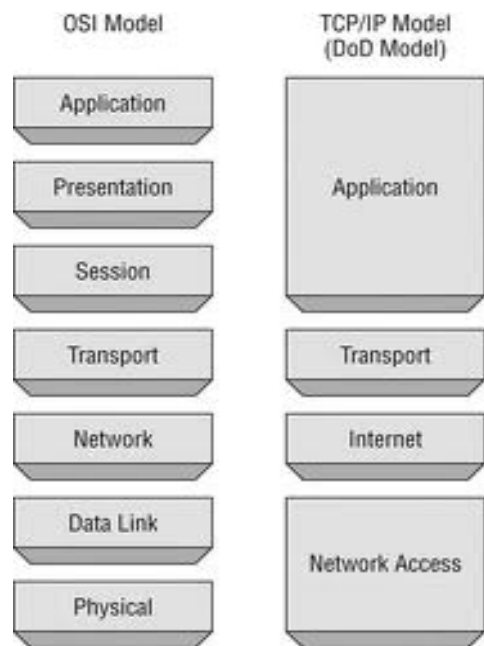 OSI Model
TCP/IP Model
(DoD Model)
Application
Presentation
Session
Transport
Network
Data Link
Physical
Application
Transport
Internet
Network Access